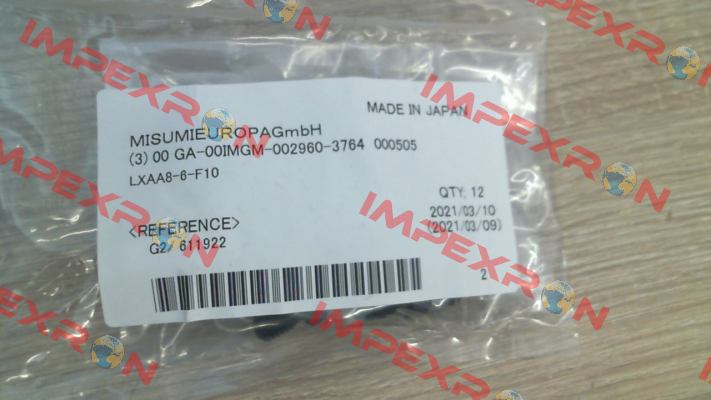 MADE IN JAPAN
MISUMIEUROPAGmbH
(3) 00 GA-00IMGM-002960-3764 000505
LXAA8-6-F10
QTY: 12
2021/03/10
(2021/03/09)
<REFERENCE>
G2/ 611922
2
IMPEXRON
IMPEXRON
IMPEXRON
IMPEXRON
IMPEXRON